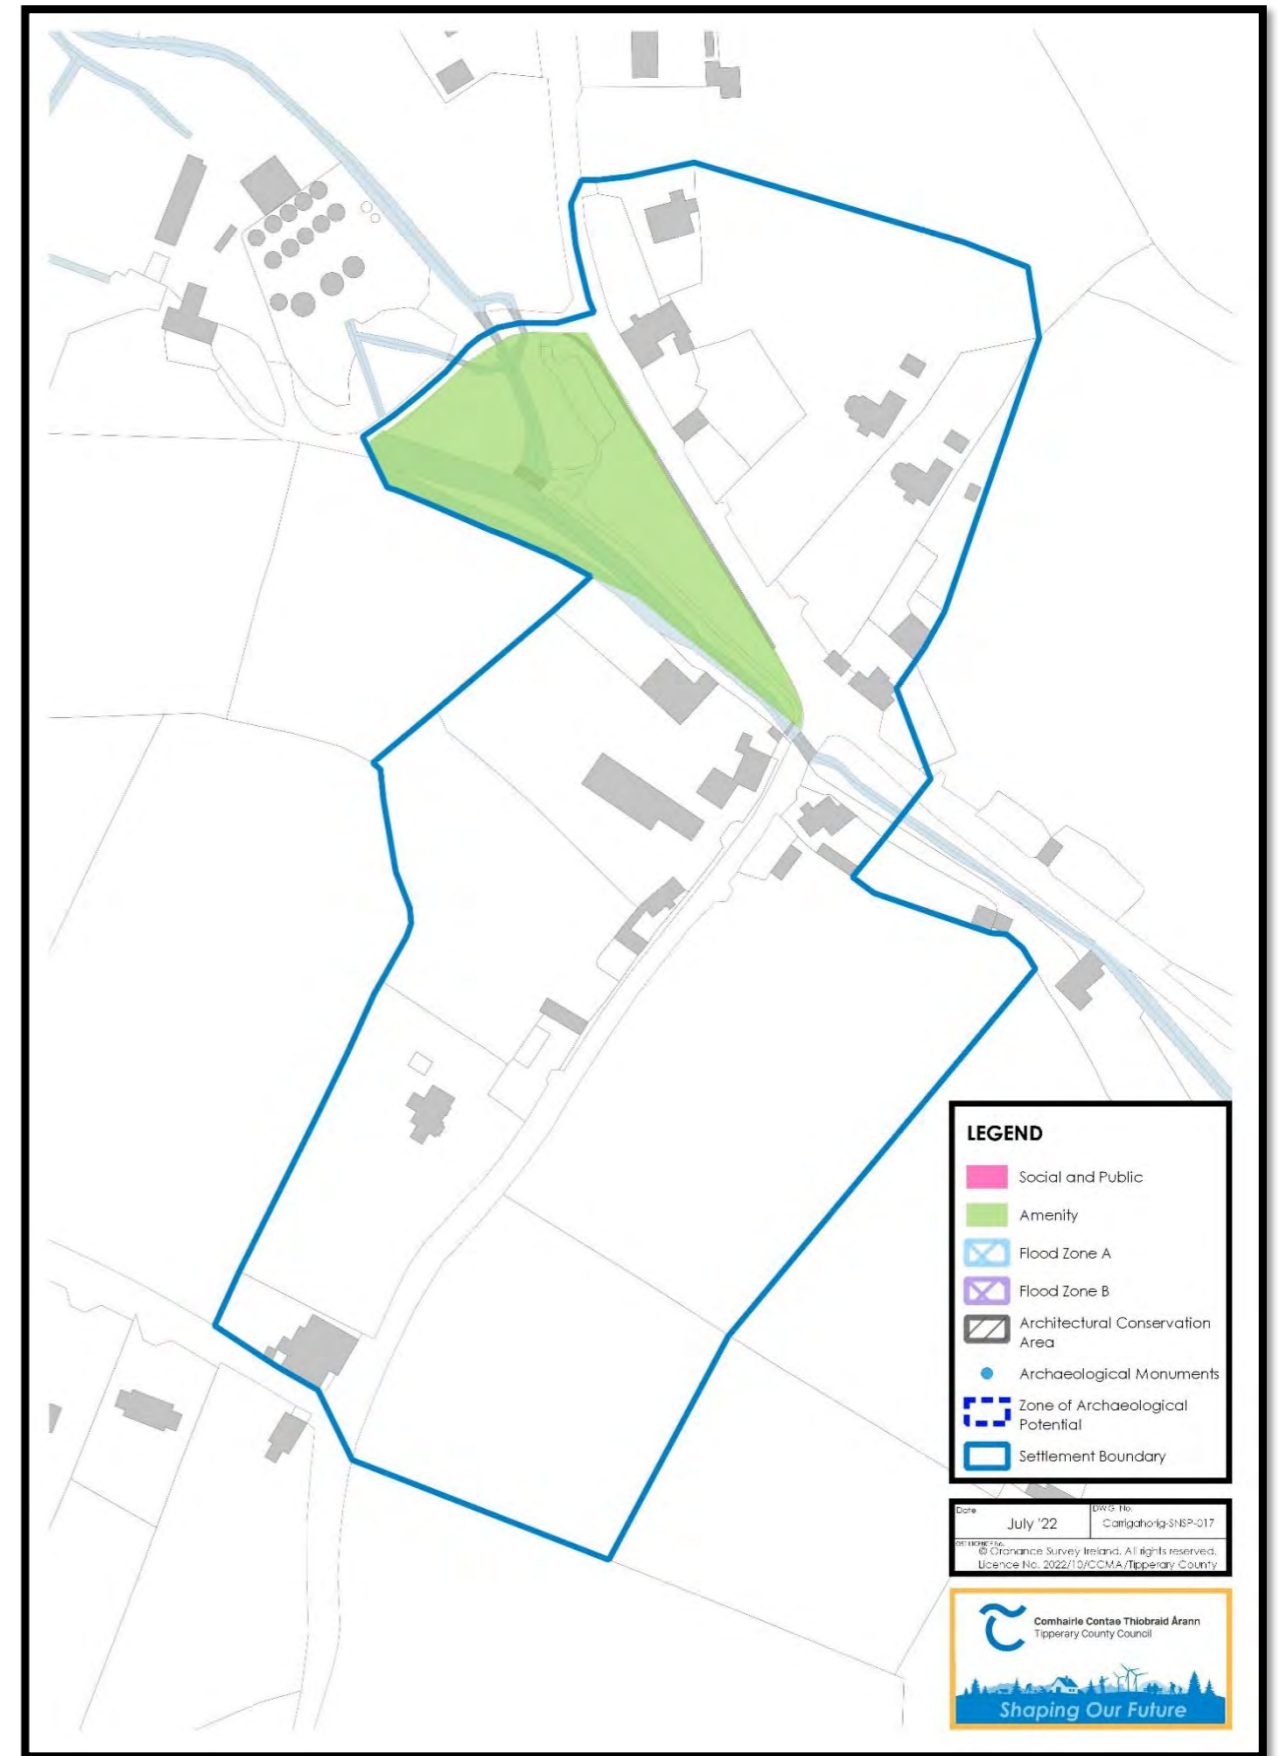 LEGEND
Social and Public
Amenity
Flood Zone A
Flood Zone B
Architectural Conservation
Area
Archaeological Monuments
Zone of Archaeological
Potential
Settlement Boundary
Date
July '22
DWG No.
Carrigahorig-SNSP-017
© Ordnance Survey Ireland. All rights reserved.
Licence No. 2022/10/CCMA/Tipperary County
Comhairle Contae Thiobraid Árann
Tipperary County Council
Shaping Our Future